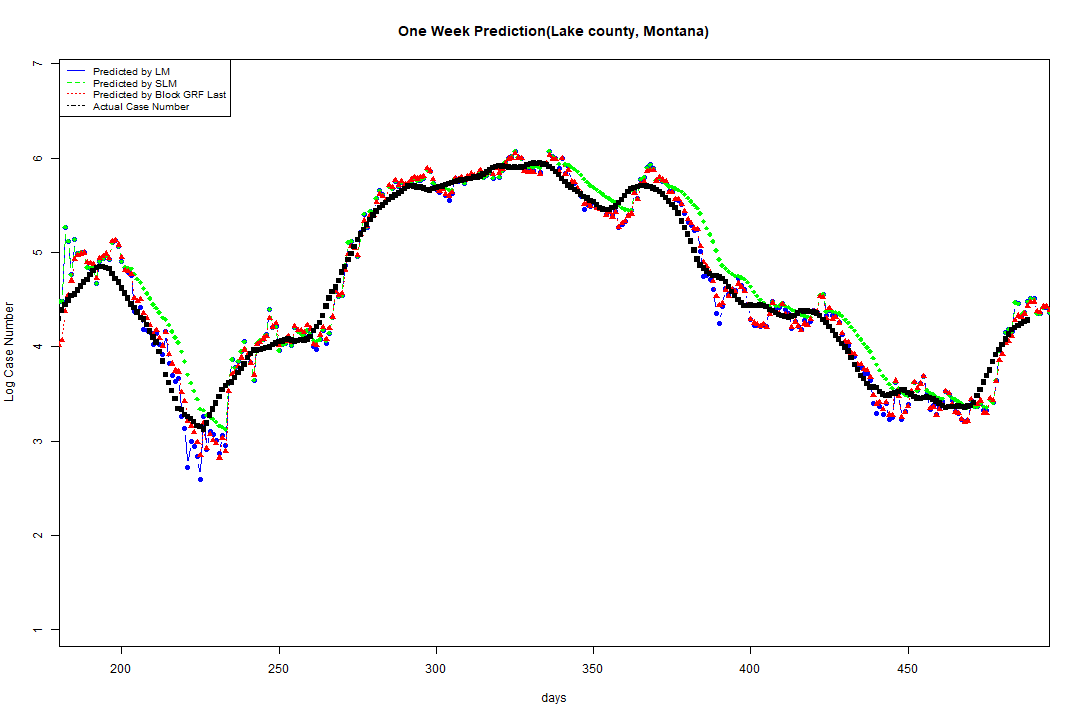 One Week Prediction(Lake county, Montana)
Predicted by LM
Predicted by SLM
Predicted by Block GRF Last
Actual Case Number
7
6
5
4
3
2
1
Log Case Number
200 250 300 350 400 450
days